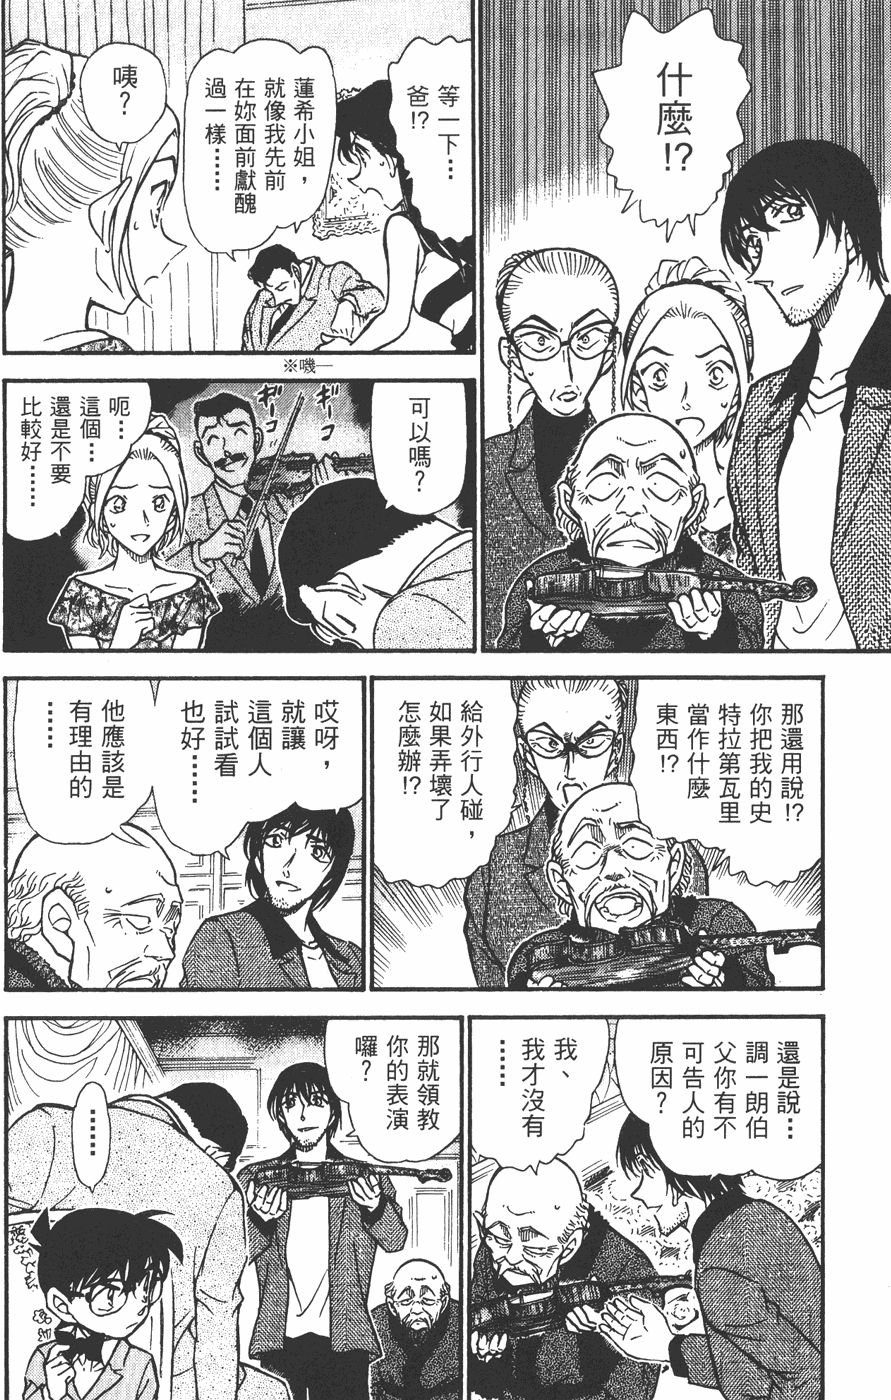 什麼!?
等一下…
爸!?
蓮希小姐，
就像我先前
在妳面前獻醜
過一樣……
咦？
※嘰—
可以嗎？
ギーコ
ギーコ
呃…
這個…
還是不要
比較好……
那還用說!?
你把我的史
特拉第瓦里
當作什麼
東西!?
給外行人碰，
如果弄壞了
怎麼辦!?
哎呀，
就讓
這個人
試試看
也好……
他應該是
有理由的
……
還是說…
調一朗伯
父你有不
可告人的
原因？
我、
我才沒有
……
那就領教
你的表演
囉？
……